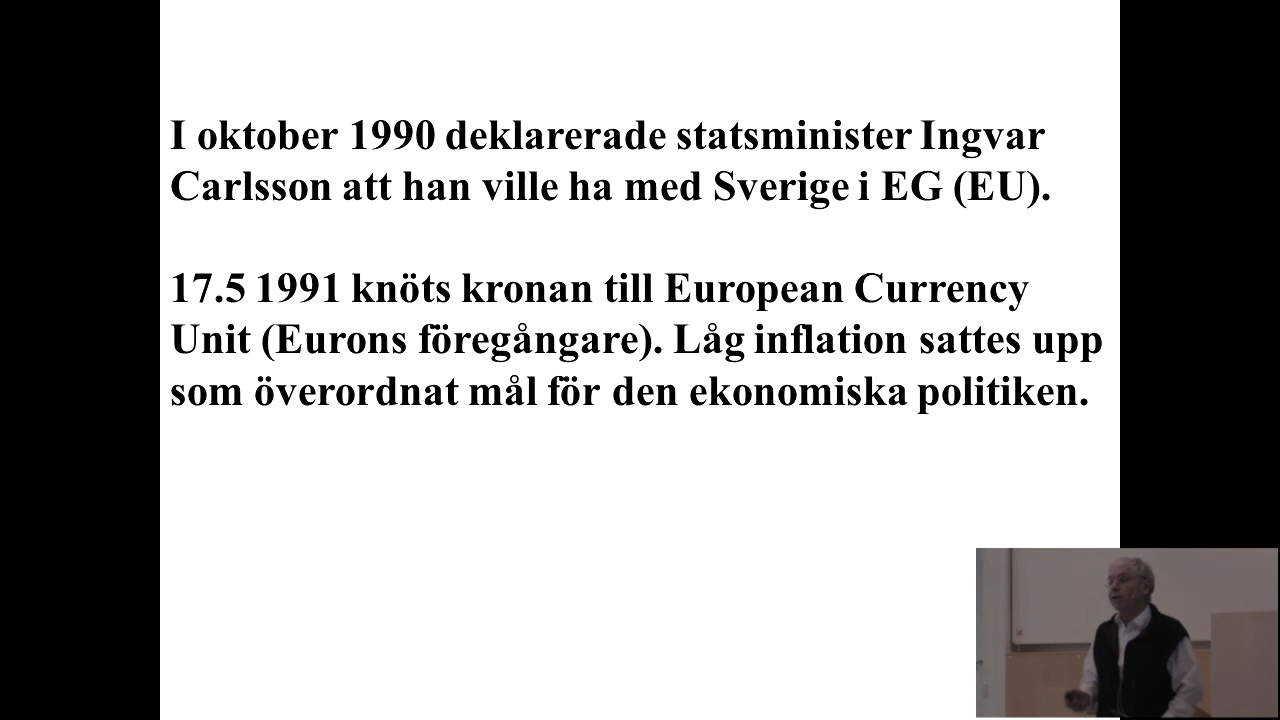 I oktober 1990 deklarerade statsminister Ingvar
Carlsson att han ville ha med Sverige i EG (EU).
17.5 1991 knöts kronan till European Currency
Unit (Eurons föregångare). Låg inflation sattes upp
som överordnat mål för den ekonomiska politiken.